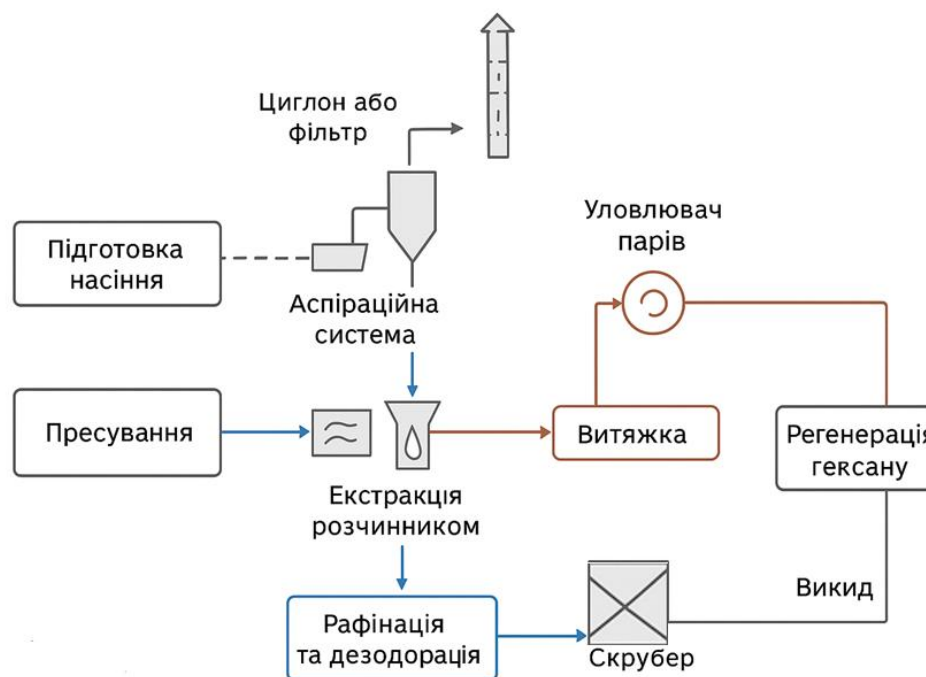 Циглон або
фільтр
Уловлювач
парів
Підготовка
насіння
Аспіраційна
система
Пресування
Витяжка
Регенерація
гексану
Екстракція
розчинником
Викид
Рафінація
та дезодорація
Скрубер